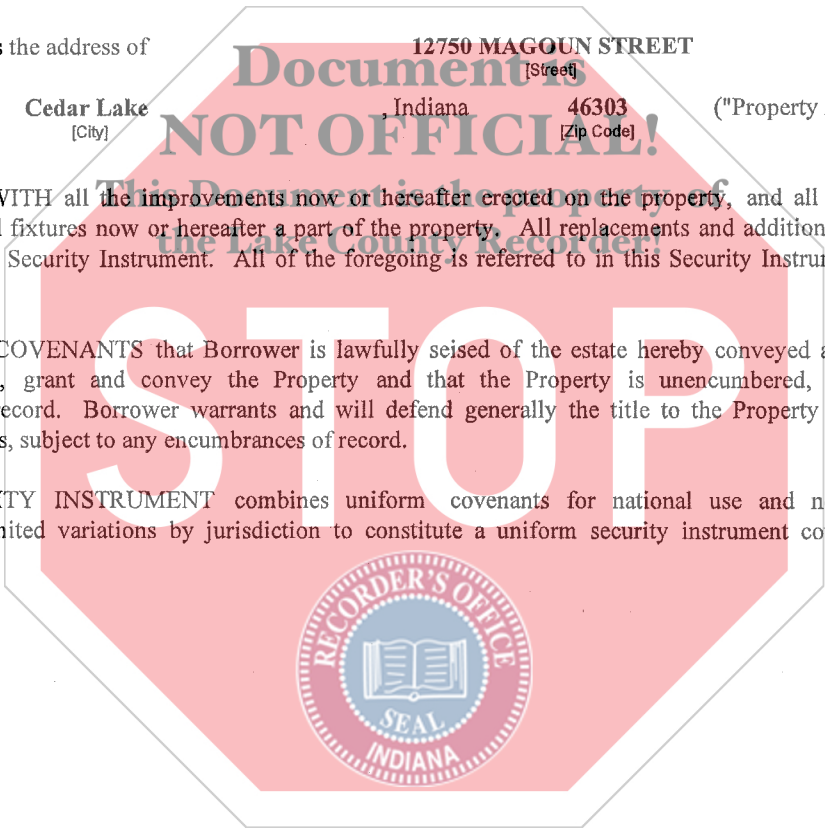 s the address of 12750 MAGOUN STREET
[Street]
Cedar Lake , Indiana 46303 ("Property
[City] [Zip Code]
Document is
NOT OFFICIAL!
This Document is the property of
the Lake County Recorder!
WITH all the improvements now or hereafter erected on the property, and all
l fixtures now or hereafter a part of the property. All replacements and addition
Security Instrument. All of the foregoing is referred to in this Security Instrum
COVENANTS that Borrower is lawfully seised of the estate hereby conveyed a
, grant and convey the Property and that the Property is unencumbered,
ecord. Borrower warrants and will defend generally the title to the Property
s, subject to any encumbrances of record.
STOP
ITY INSTRUMENT combines uniform covenants for national use and n
nited variations by jurisdiction to constitute a uniform security instrument co
RECORDER'S OFFICE
SEAL
INDIANA